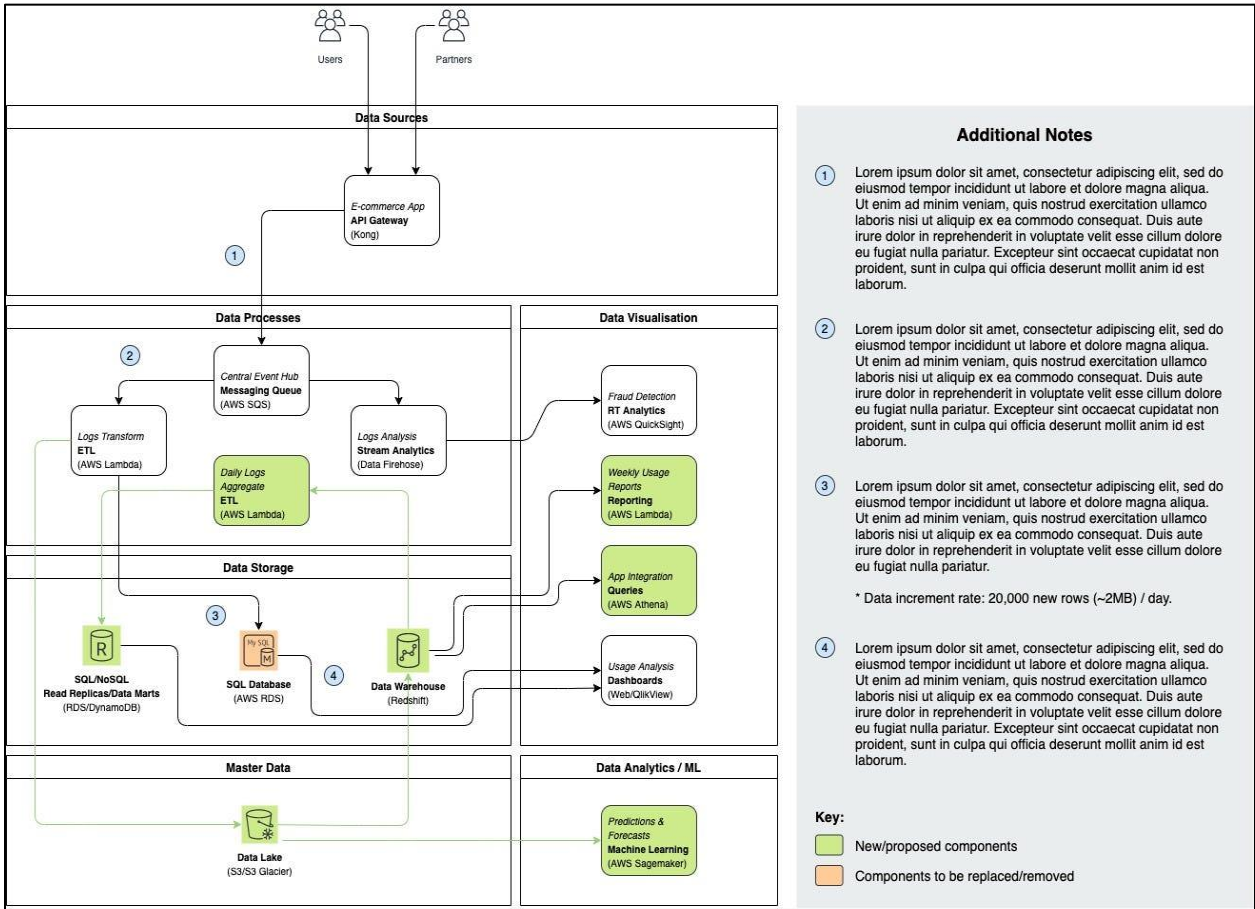 Users
Partners
Data Sources
E-commerce App
API Gateway
(Kong)
1
Data Processes
2
Central Event Hub
Messaging Queue
(AWS SQS)
Logs Transform
ETL
(AWS Lambda)
Logs Analysis
Stream Analytics
(Data Firehose)
Daily Logs
Aggregate
ETL
(AWS Lambda)
Data Visualisation
Fraud Detection
RT Analytics
(AWS QuickSight)
Weekly Usage
Reports
Reporting
(AWS Lambda)
App Integration
Queries
(AWS Athena)
Usage Analysis
Dashboards
(Web/QlikView)
Data Storage
3
R
SQL/NoSQL
Read Replicas/Data Marts
(RDS/DynamoDB)
My SQL
M
SQL Database
(AWS RDS)
4
Data Warehouse
(Redshift)
Master Data
Data Lake
(S3/S3 Glacier)
Data Analytics / ML
Predictions &
Forecasts
Machine Learning
(AWS Sagemaker)
Additional Notes
1
Lorem ipsum dolor sit amet, consectetur adipiscing elit, sed do
eiusmod tempor incididunt ut labore et dolore magna aliqua.
Ut enim ad minim veniam, quis nostrud exercitation ullamco
laboris nisi ut aliquip ex ea commodo consequat. Duis aute
irure dolor in reprehenderit in voluptate velit esse cillum dolore
eu fugiat nulla pariatur. Excepteur sint occaecat cupidatat non
proident, sunt in culpa qui officia deserunt mollit anim id est
laborum.
2
Lorem ipsum dolor sit amet, consectetur adipiscing elit, sed do
eiusmod tempor incididunt ut labore et dolore magna aliqua.
Ut enim ad minim veniam, quis nostrud exercitation ullamco
laboris nisi ut aliquip ex ea commodo consequat. Duis aute
irure dolor in reprehenderit in voluptate velit esse cillum dolore
eu fugiat nulla pariatur. Excepteur sint occaecat cupidatat non
proident, sunt in culpa qui officia deserunt mollit anim id est
laborum.
3
Lorem ipsum dolor sit amet, consectetur adipiscing elit, sed do
eiusmod tempor incididunt ut labore et dolore magna aliqua.
Ut enim ad minim veniam, quis nostrud exercitation ullamco
laboris nisi ut aliquip ex ea commodo consequat. Duis aute
irure dolor in reprehenderit in voluptate velit esse cillum dolore
eu fugiat nulla pariatur.
* Data increment rate: 20,000 new rows (~2MB) / day.
4
Lorem ipsum dolor sit amet, consectetur adipiscing elit, sed do
eiusmod tempor incididunt ut labore et dolore magna aliqua.
Ut enim ad minim veniam, quis nostrud exercitation ullamco
laboris nisi ut aliquip ex ea commodo consequat. Duis aute
irure dolor in reprehenderit in voluptate velit esse cillum dolore
eu fugiat nulla pariatur. Excepteur sint occaecat cupidatat non
proident, sunt in culpa qui officia deserunt mollit anim id est
laborum.
Key:
New/proposed components
Components to be replaced/removed